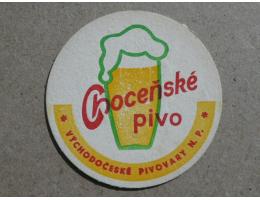 Choceňské
pivo
* VÝCHODOČESKÉ PIVOVARY N. P. *